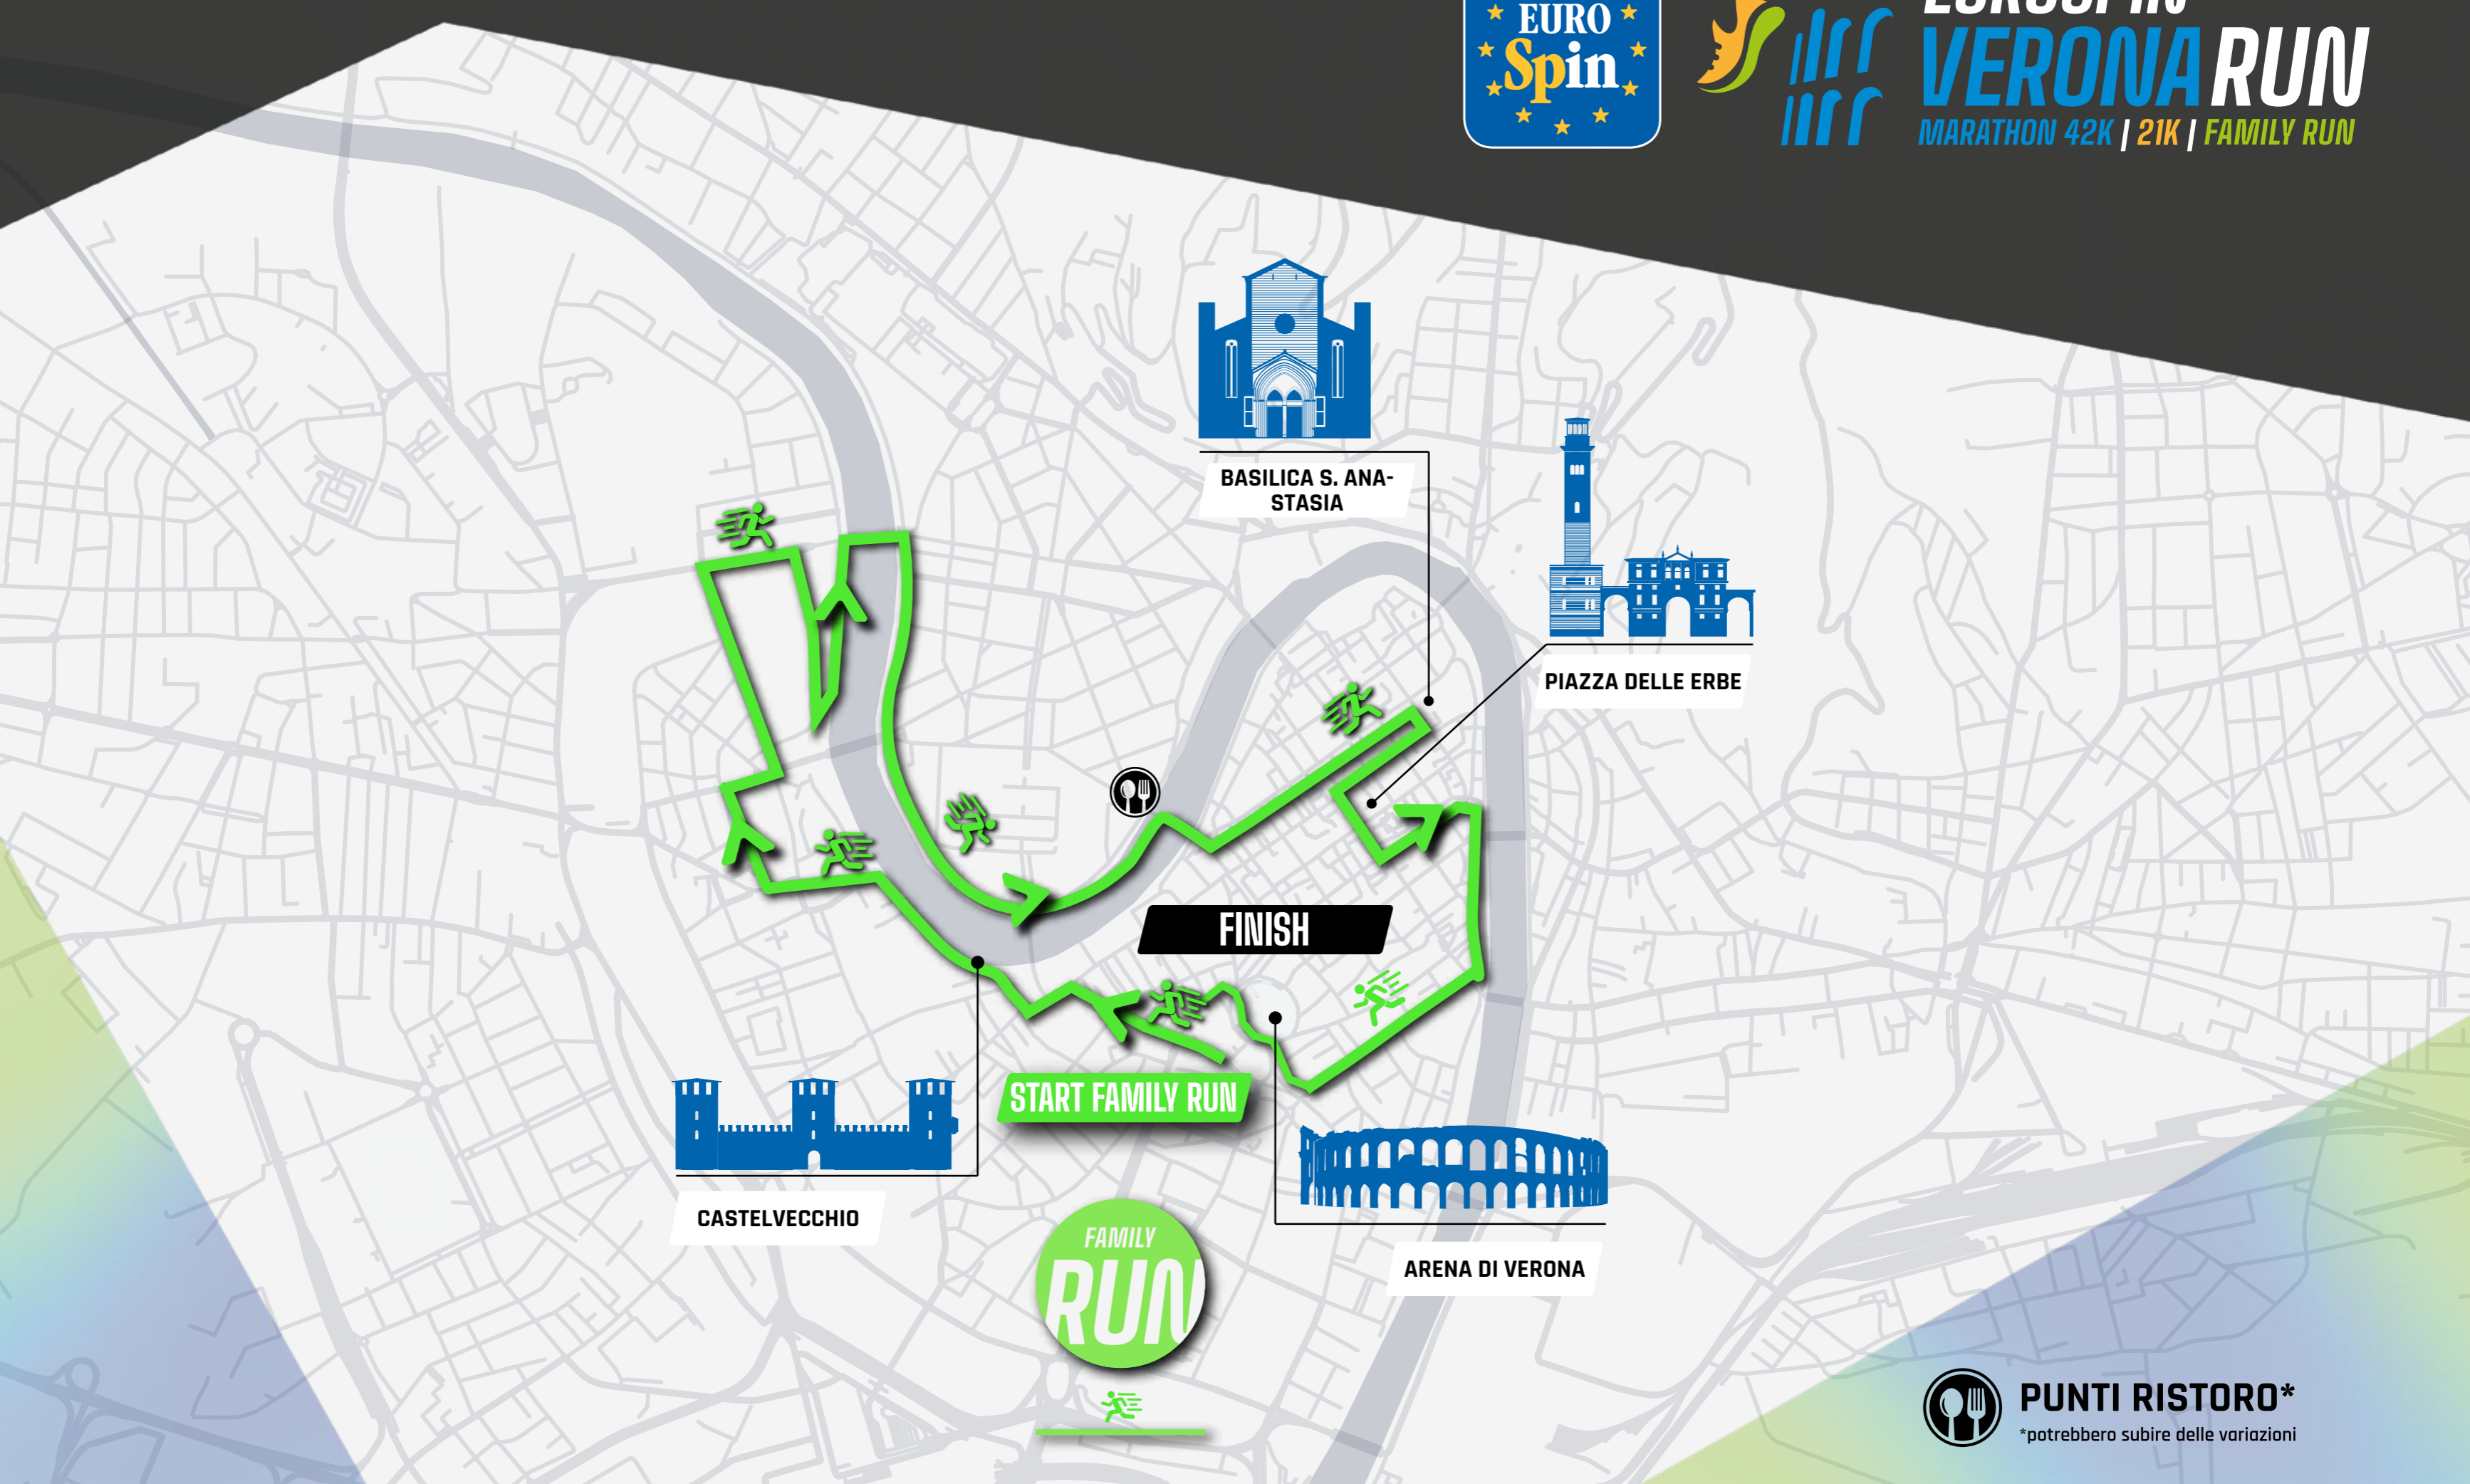 EURO
Spin
EUROSPIN
VERONA RUN
MARATHON 42K | 21K | FAMILY RUN
BASILICA S. ANA-
STASIA
PIAZZA DELLE ERBE
FINISH
START FAMILY RUN
CASTELVECCHIO
ARENA DI VERONA
FAMILY
RUN
PUNTI RISTORO*
*potrebbero subire delle variazioni